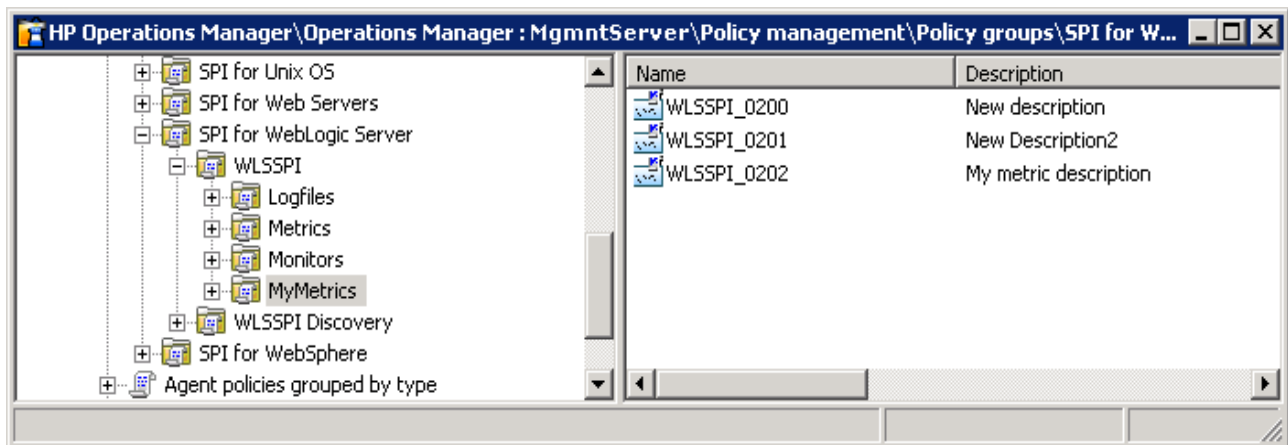 HP Operations Manager\Operations Manager : MgmntServer\Policy management\Policy groups\SPI for W...
SPI for Unix OS
SPI for Web Servers
SPI for WebLogic Server
WLSSPI
Logfiles
Metrics
Monitors
MyMetrics
WLSSPI Discovery
SPI for WebSphere
Agent policies grouped by type
Name Description
WLSSPI_0200 New description
WLSSPI_0201 New Description2
WLSSPI_0202 My metric description